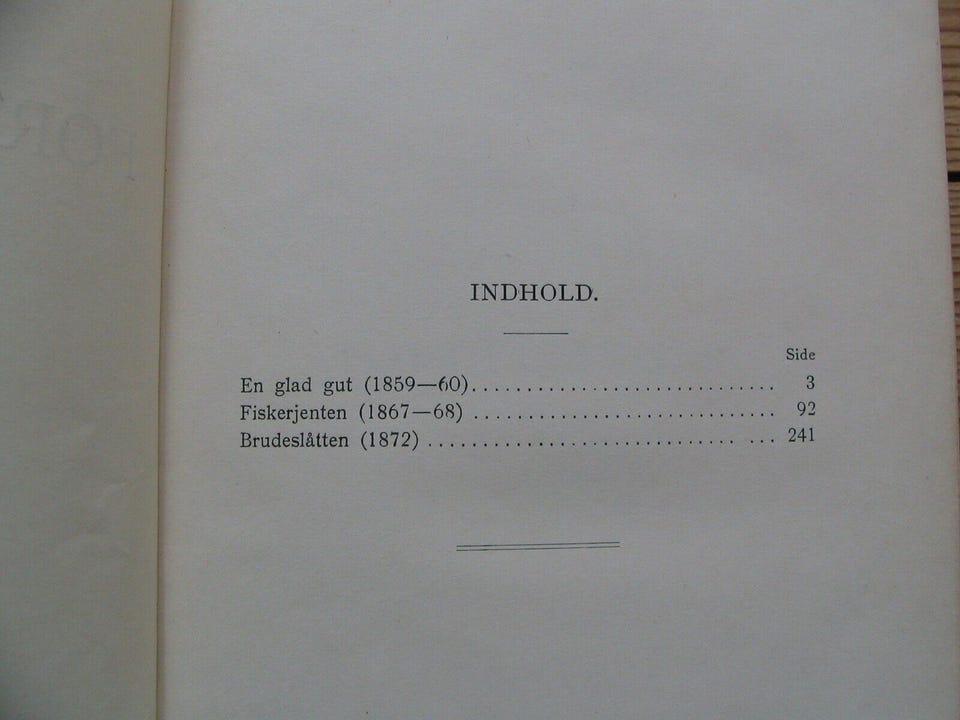 INDHOLD.
Side
En glad gut (1859—60)............................ 3
Fiskerjenten (1867—68) ............................ 92
Brudeslåtten (1872) ............................ ... 241